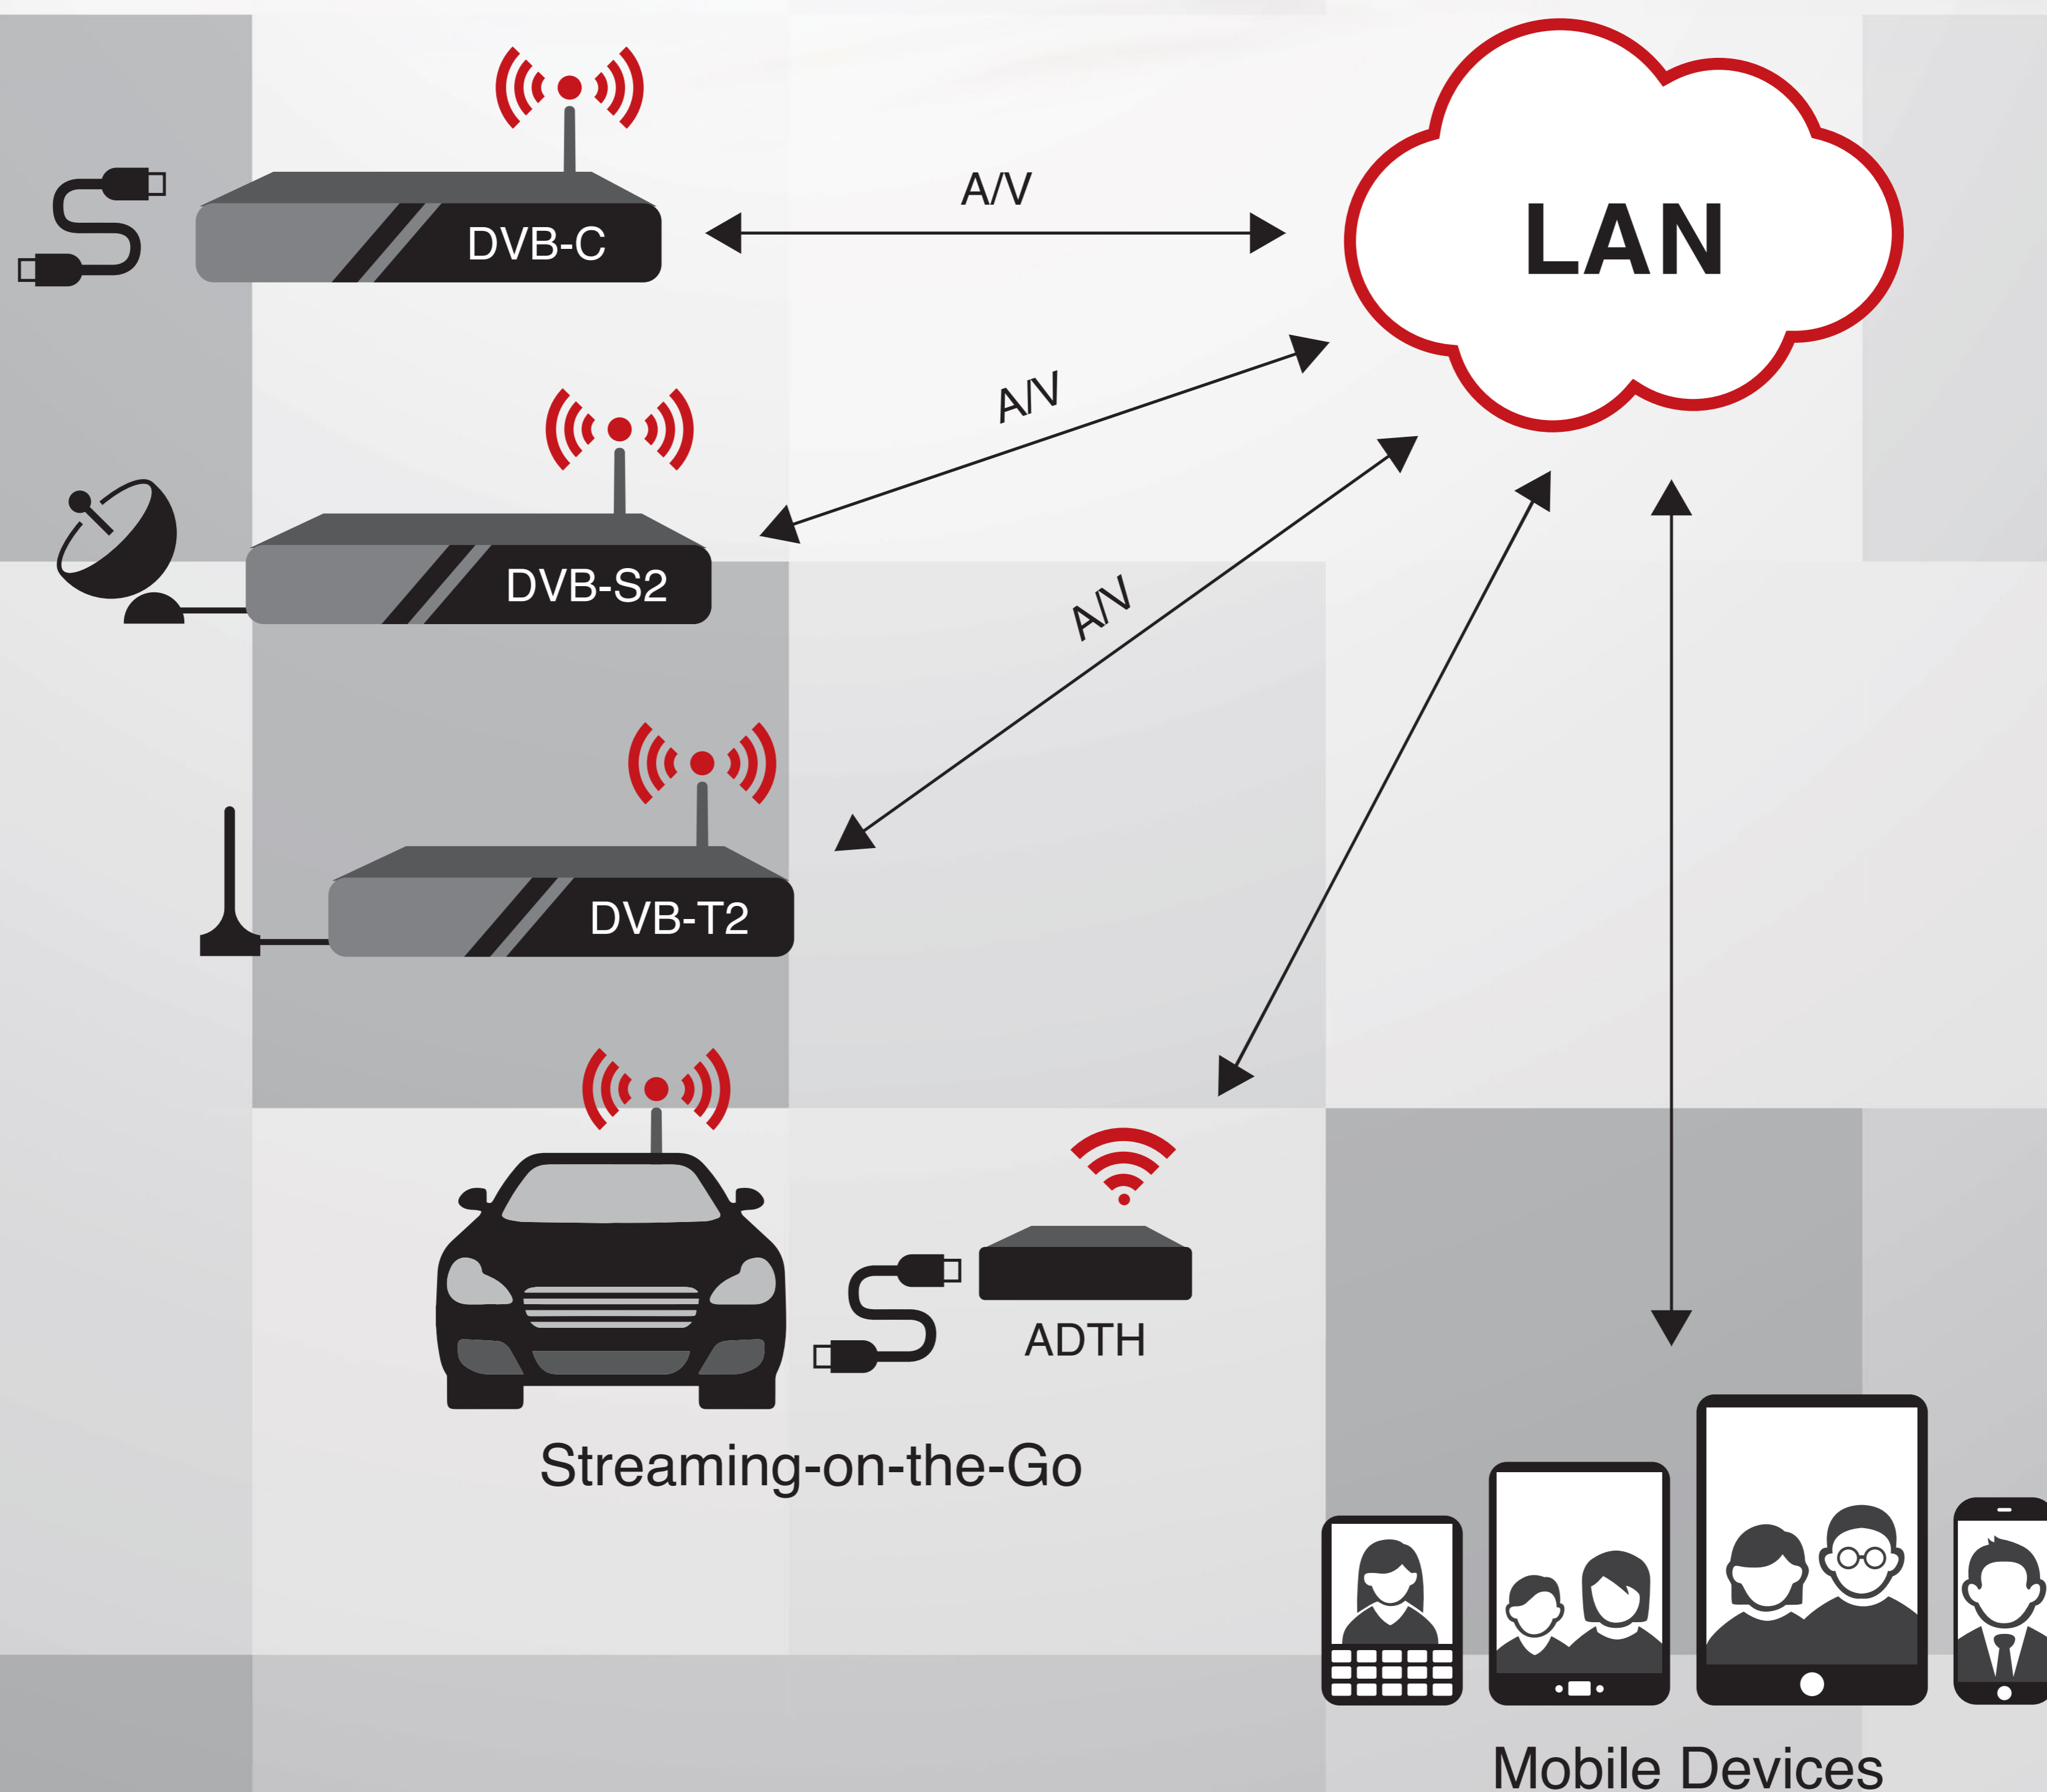 A/V
LAN
DVB-C
A/V
DVB-S2
A/V
DVB-T2
ADTH
Streaming-on-the-Go
Mobile Devices